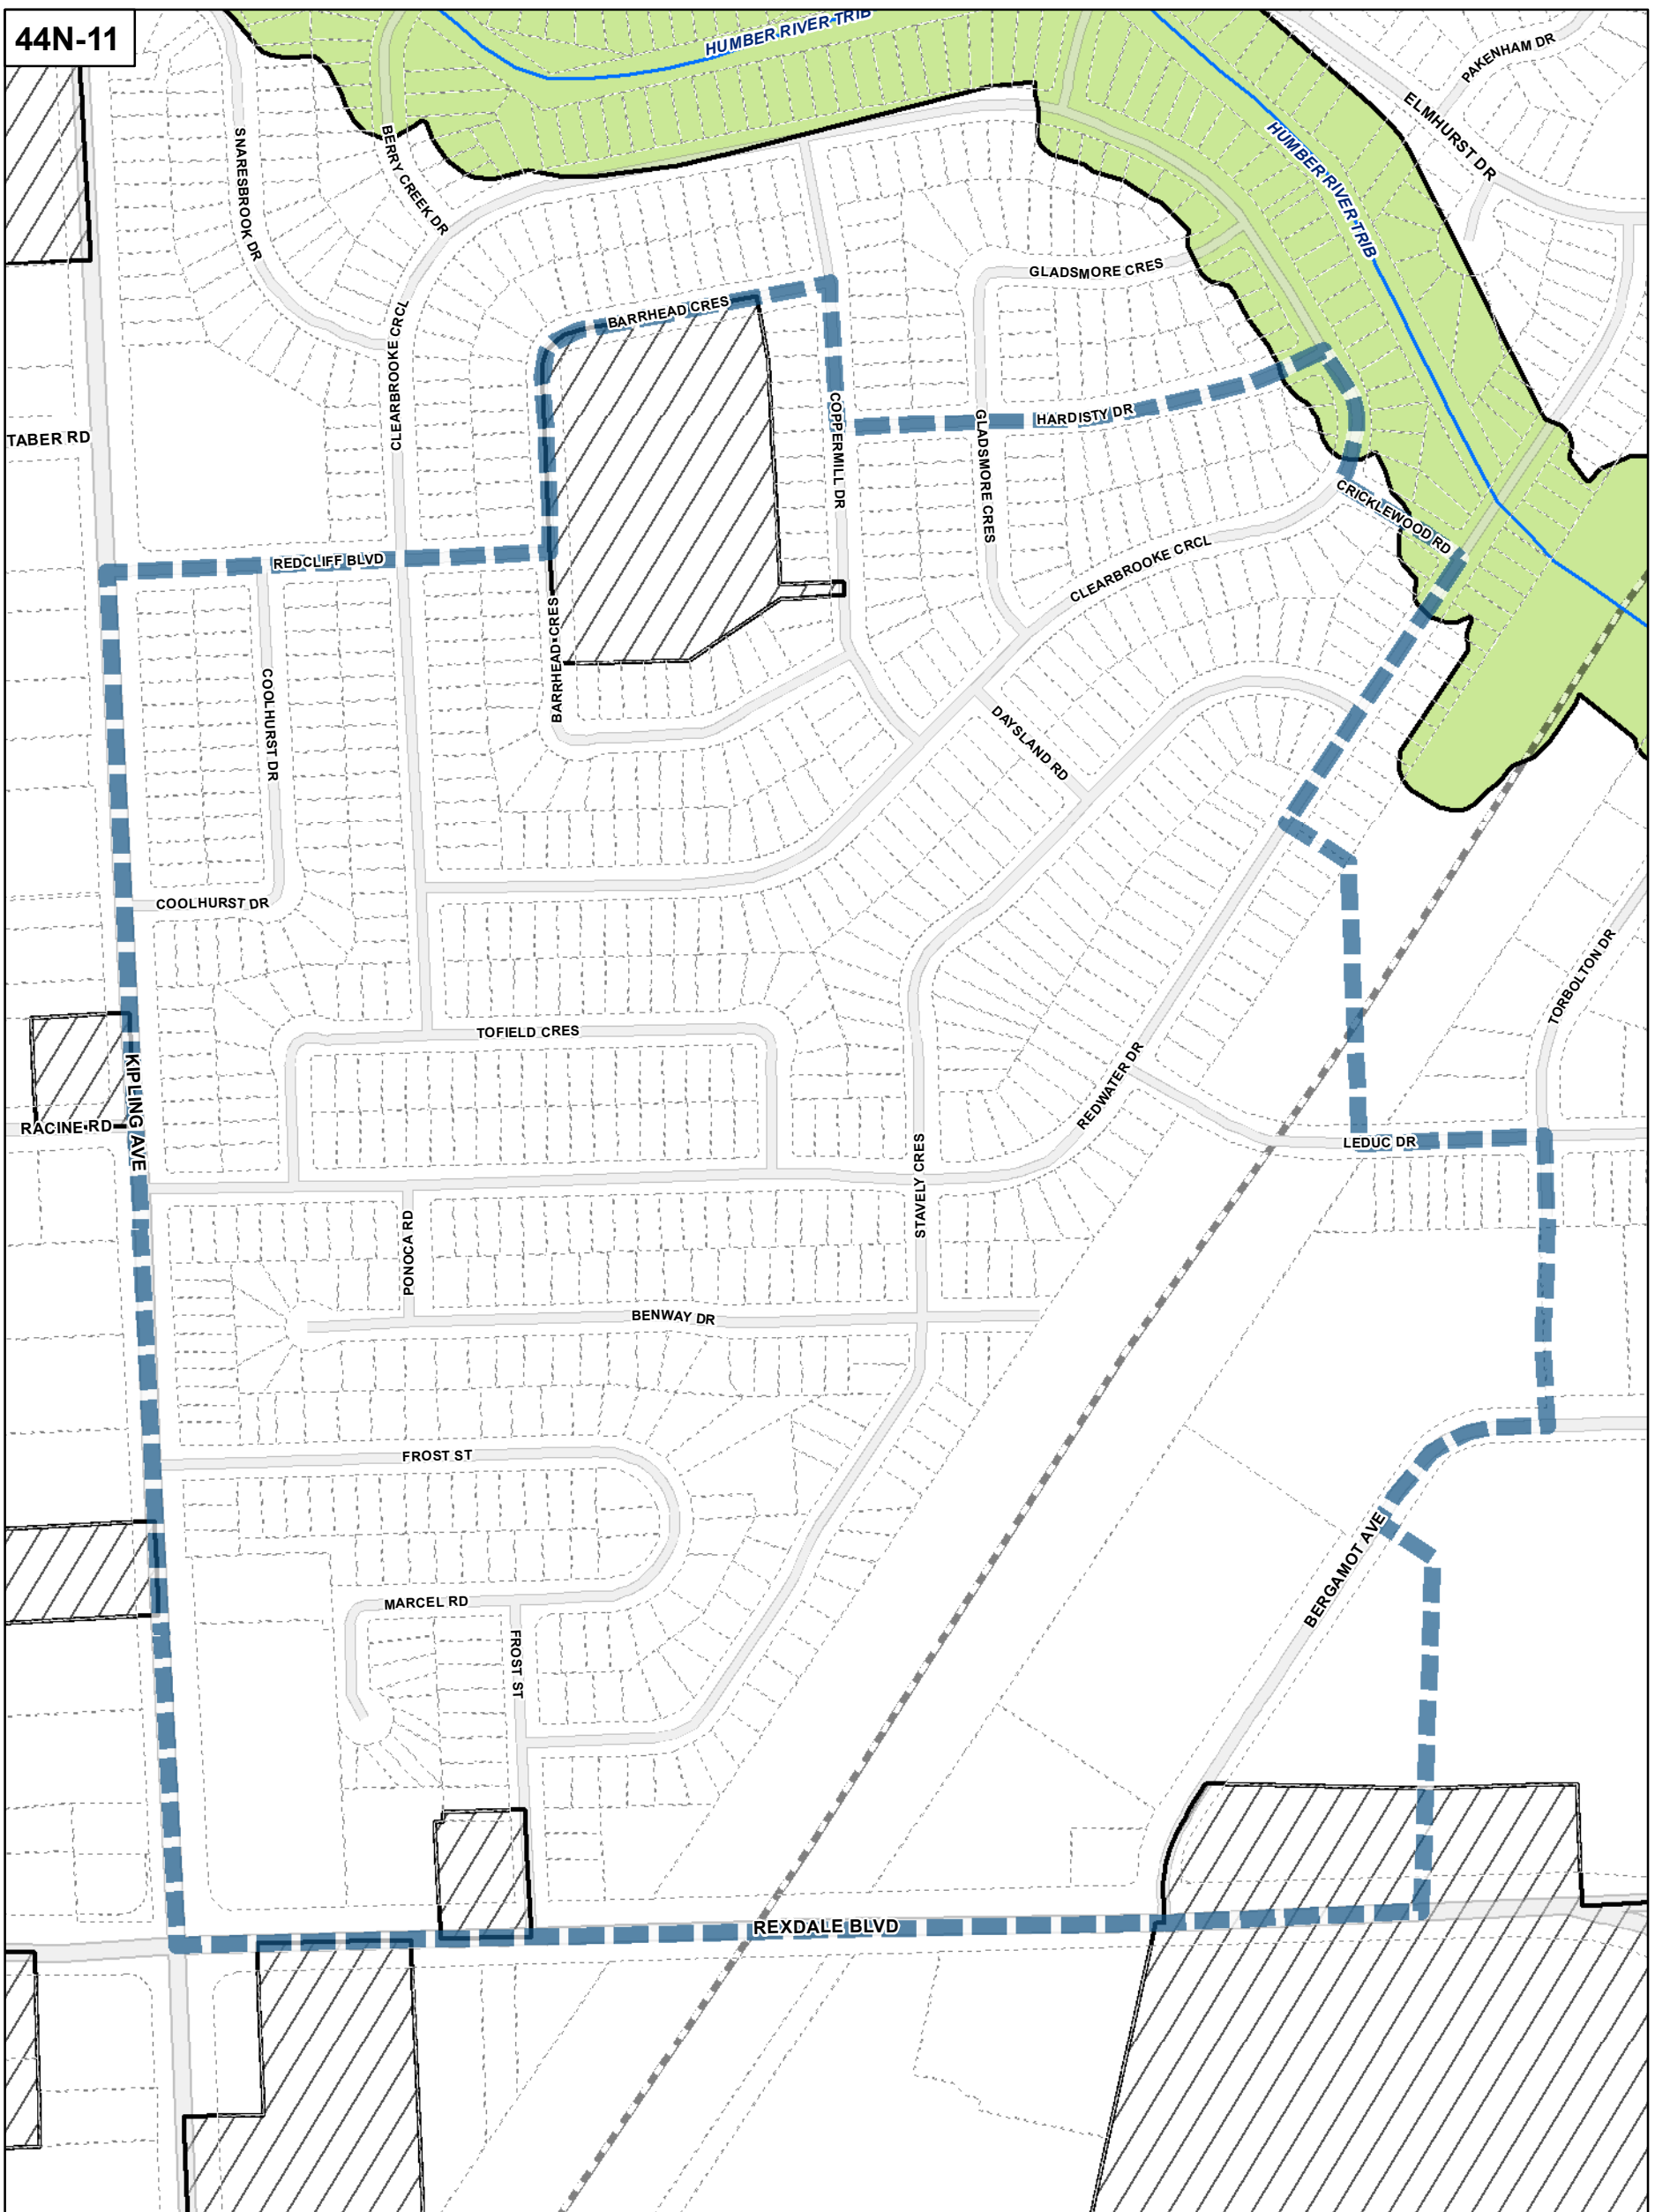 44N-11
HUMBER RIVER TRIB
PAKENHAM DR
ELMHURST DR
HUMBER RIVER TRIB
SNARESBROOK DR
BERRY CREEK DR
GLADSMORE CRES
BARRHEAD CRES
CLEARBROOKE CRCL
COPPERMILL DR
HARDISTY DR
TABER RD
GLADSMORE CRES
CRICKLEWOOD RD
REDCLIFF BLVD
CLEARBROOKE CRCL
BARRHEAD CRES
COOLHURST DR
DAYSLAND RD
COOLHURST DR
TORBOLTON DR
TOFIELD CRES
KIPLING AVE
REDWATER DR
RACINE RD
LEDUC DR
STAVELY CRES
PONOCA RD
BENWAY DR
FROST ST
BERGAMOT AVE
MARCEL RD
FROST ST
REXDALE BLVD